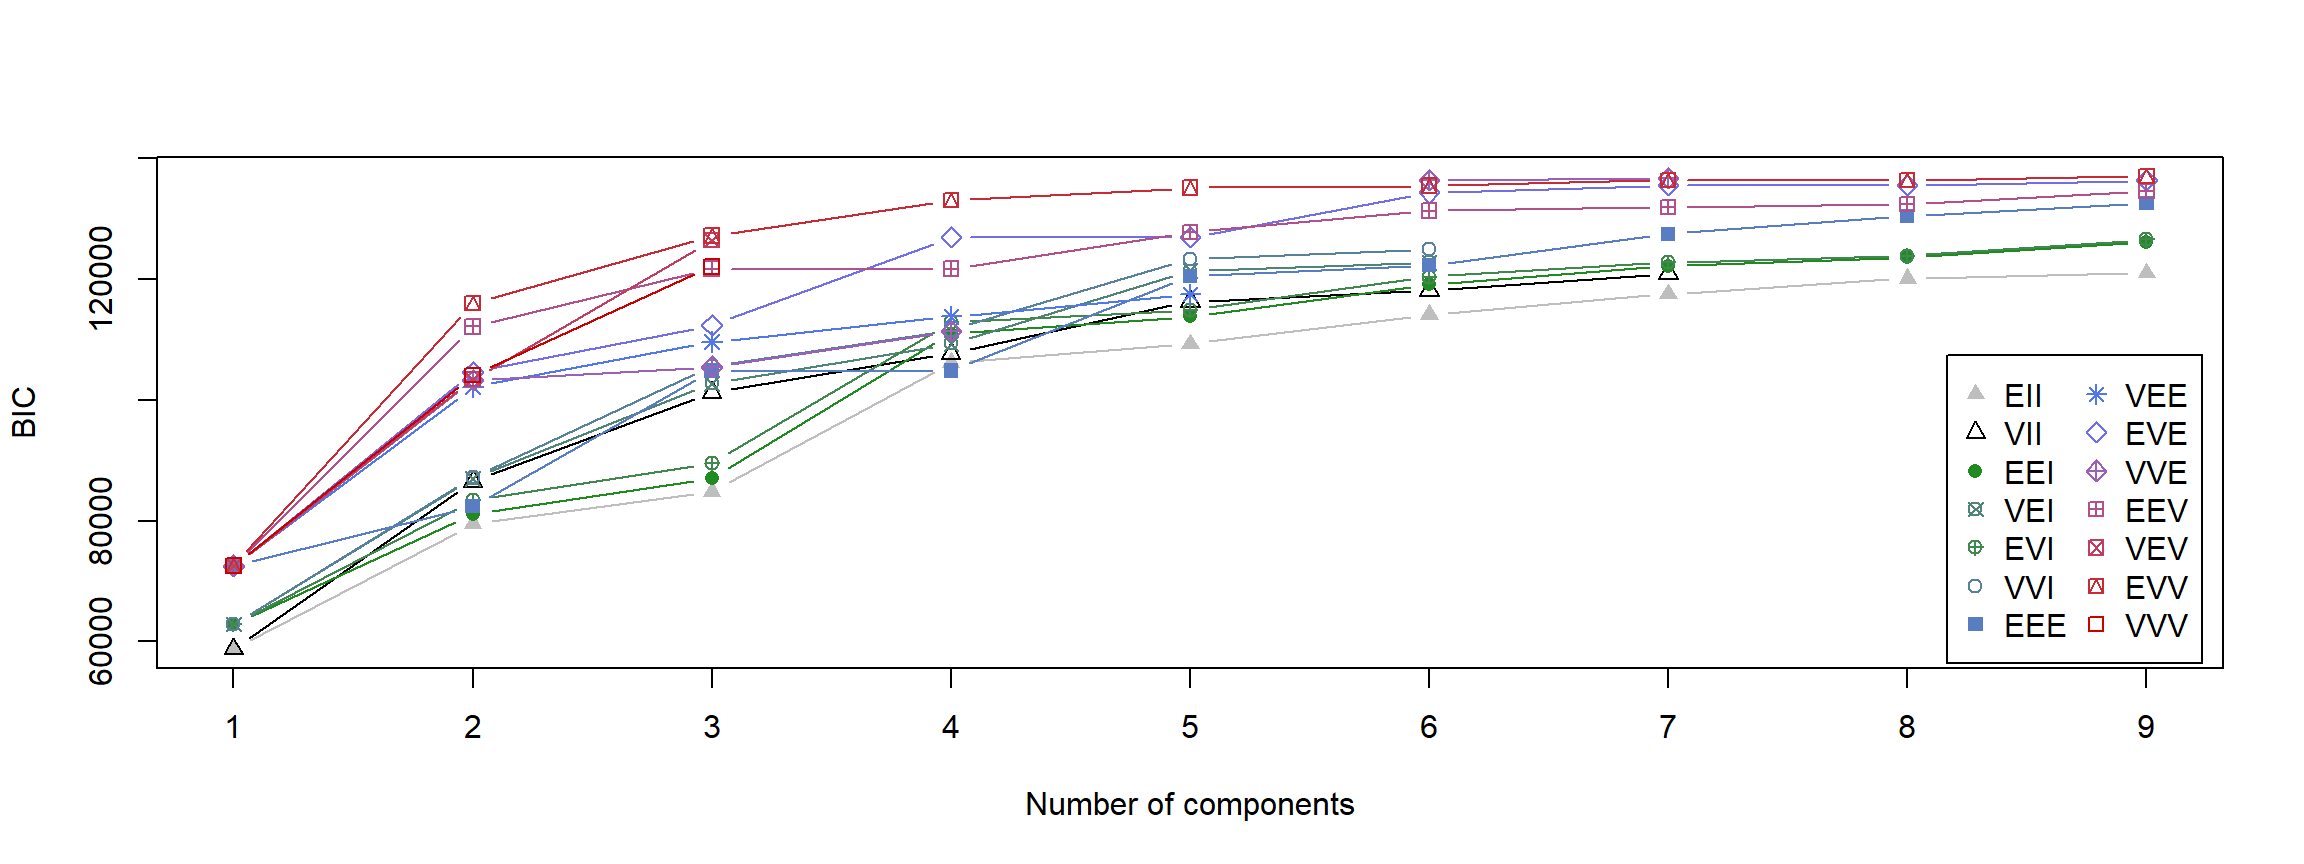 BIC
120000
80000
60000
1 2 3 4 5 6 7 8 9
Number of components
EII VEE
VII EVE
EEI VVE
VEI EEV
EVI VEV
VVI EVV
EEE VVV